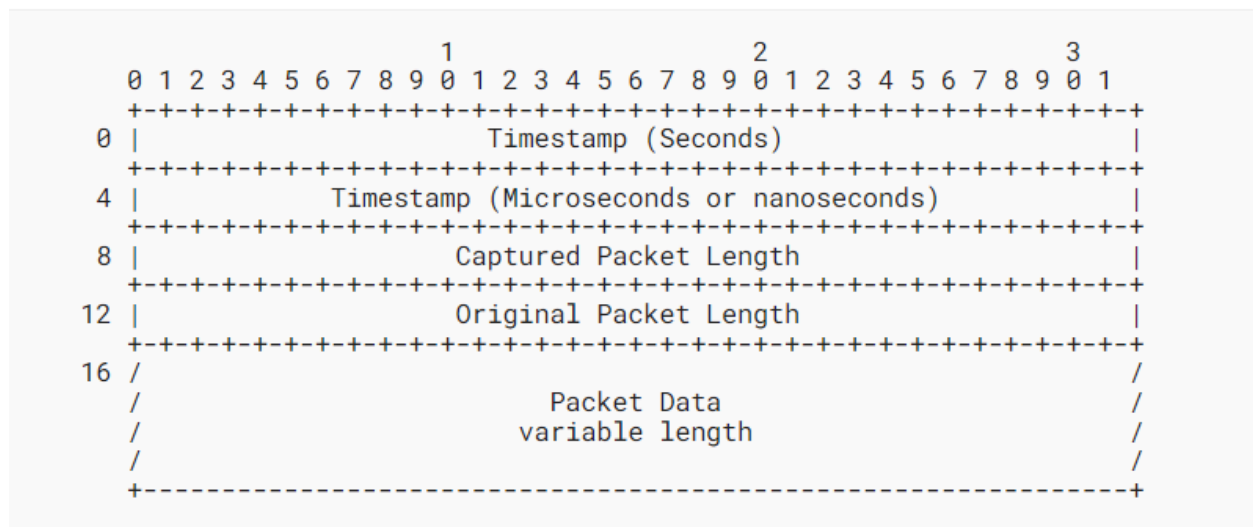 1                   2                   3
    0 1 2 3 4 5 6 7 8 9 0 1 2 3 4 5 6 7 8 9 0 1 2 3 4 5 6 7 8 9 0 1
    +-+-+-+-+-+-+-+-+-+-+-+-+-+-+-+-+-+-+-+-+-+-+-+-+-+-+-+-+-+-+-+-+
  0 |                      Timestamp (Seconds)                      |
    +-+-+-+-+-+-+-+-+-+-+-+-+-+-+-+-+-+-+-+-+-+-+-+-+-+-+-+-+-+-+-+-+
  4 |            Timestamp (Microseconds or nanoseconds)            |
    +-+-+-+-+-+-+-+-+-+-+-+-+-+-+-+-+-+-+-+-+-+-+-+-+-+-+-+-+-+-+-+-+
  8 |                    Captured Packet Length                     |
    +-+-+-+-+-+-+-+-+-+-+-+-+-+-+-+-+-+-+-+-+-+-+-+-+-+-+-+-+-+-+-+-+
 12 |                    Original Packet Length                     |
    +-+-+-+-+-+-+-+-+-+-+-+-+-+-+-+-+-+-+-+-+-+-+-+-+-+-+-+-+-+-+-+-+
 16 /                                                               /
    /                          Packet Data                          /
    /                        variable length                        /
    /                                                               /
    +---------------------------------------------------------------+